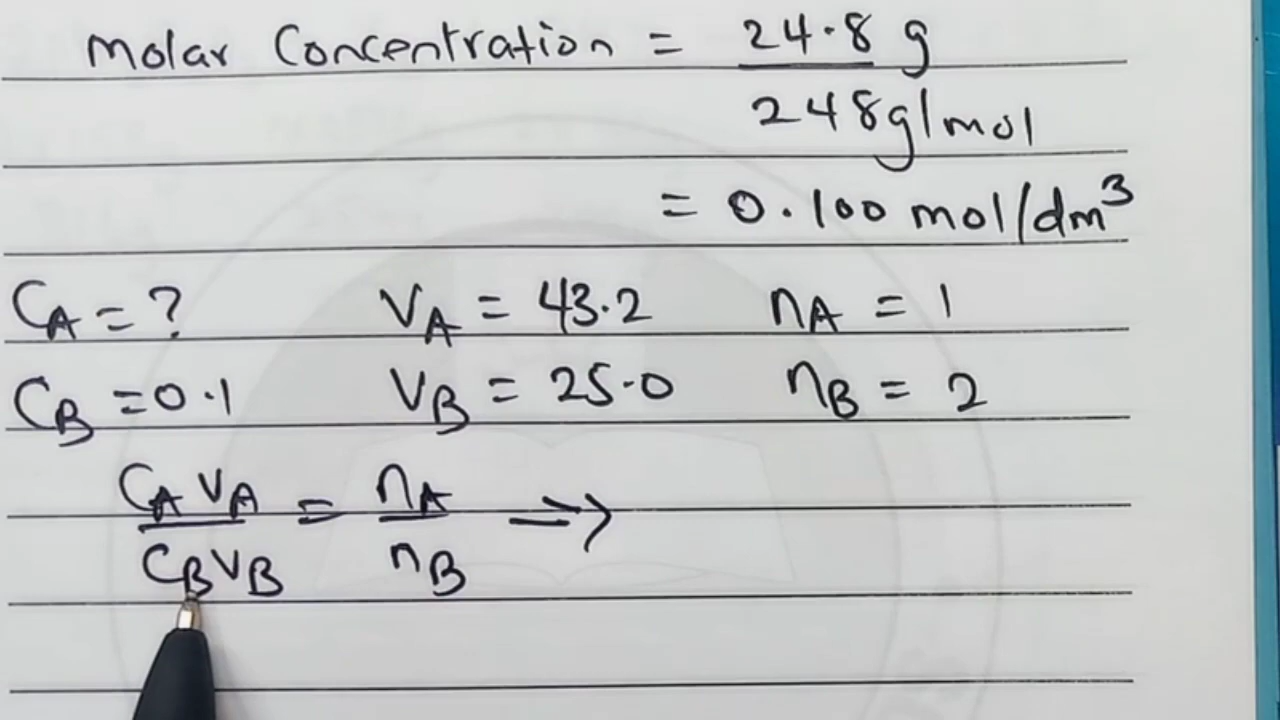 Molar Concentration = 24.8 g
248g/mol
= 0.100 mol/dm³
CA = ? VA = 43.2 nA = 1
CB = 0.1 VB = 25.0 nB = 2
CA VA = nA ⇒
CB VB nB